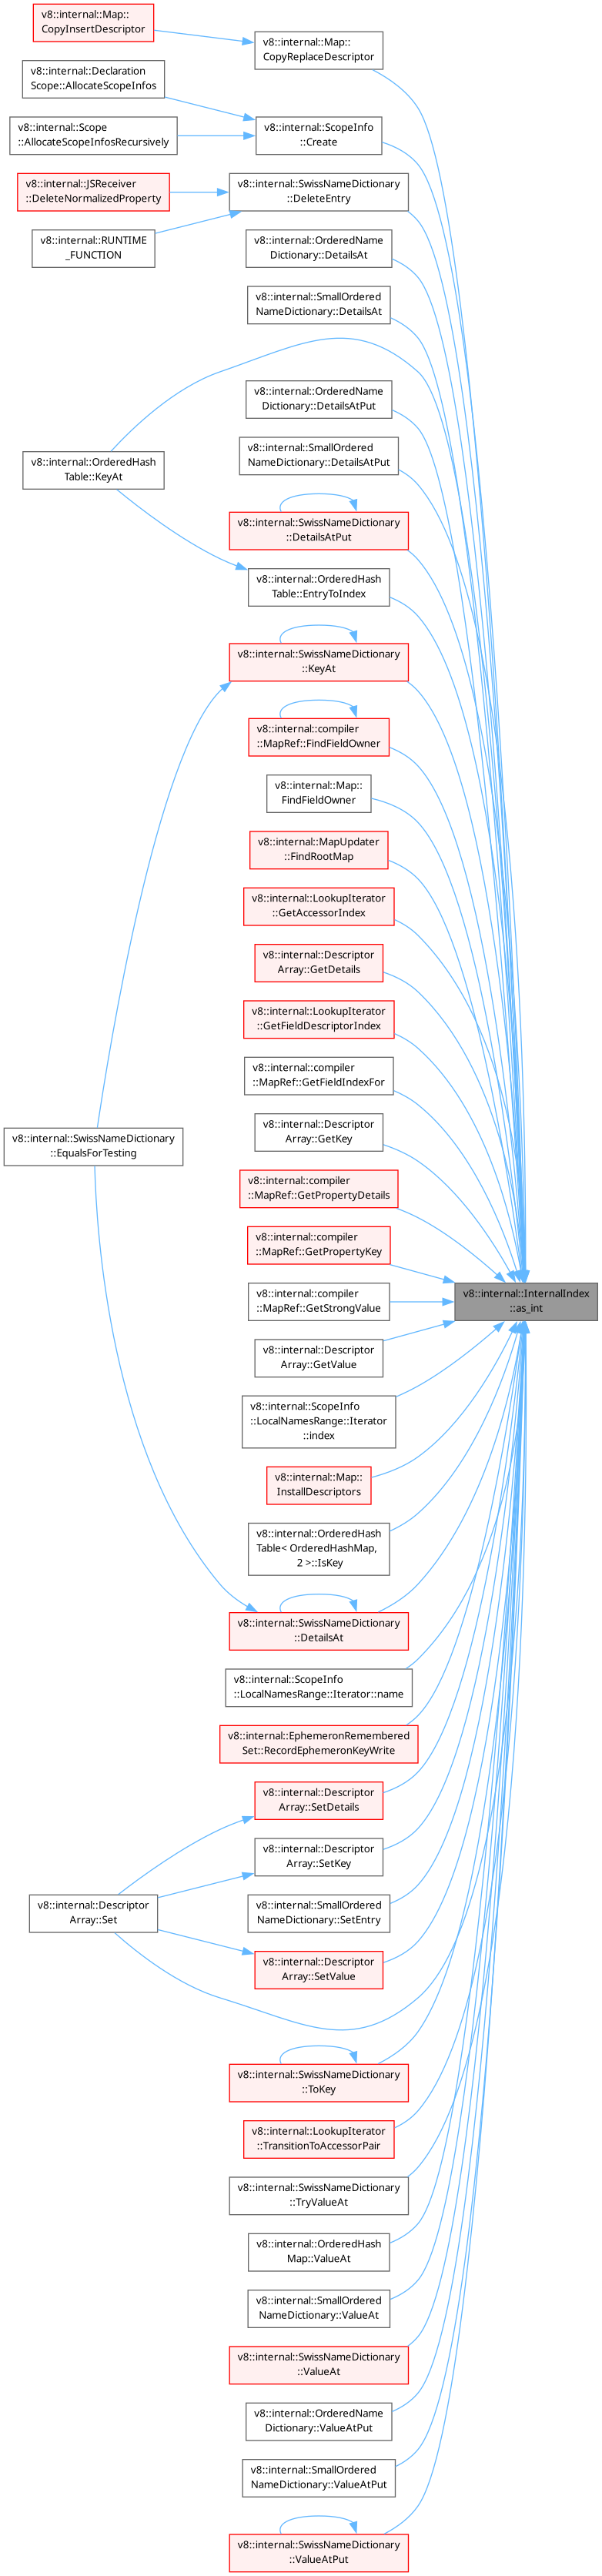 v8::internal::Map::
CopyInsertDescriptor
v8::internal::Map::
CopyReplaceDescriptor
v8::internal::Declaration
Scope::AllocateScopeInfos
v8::internal::Scope
::AllocateScopeInfosRecursively
v8::internal::ScopeInfo
::Create
v8::internal::JSReceiver
::DeleteNormalizedProperty
v8::internal::SwissNameDictionary
::DeleteEntry
v8::internal::RUNTIME
_FUNCTION
v8::internal::OrderedName
Dictionary::DetailsAt
v8::internal::SmallOrdered
NameDictionary::DetailsAt
v8::internal::OrderedName
Dictionary::DetailsAtPut
v8::internal::SmallOrdered
NameDictionary::DetailsAtPut
v8::internal::OrderedHash
Table::KeyAt
v8::internal::SwissNameDictionary
::DetailsAtPut
v8::internal::OrderedHash
Table::EntryToIndex
v8::internal::SwissNameDictionary
::KeyAt
v8::internal::compiler
::MapRef::FindFieldOwner
v8::internal::Map::
FindFieldOwner
v8::internal::MapUpdater
::FindRootMap
v8::internal::LookupIterator
::GetAccessorIndex
v8::internal::Descriptor
Array::GetDetails
v8::internal::LookupIterator
::GetFieldDescriptorIndex
v8::internal::compiler
::MapRef::GetFieldIndexFor
v8::internal::Descriptor
Array::GetKey
v8::internal::SwissNameDictionary
::EqualsForTesting
v8::internal::compiler
::MapRef::GetPropertyDetails
v8::internal::compiler
::MapRef::GetPropertyKey
v8::internal::InternalIndex
::as_int
v8::internal::compiler
::MapRef::GetStrongValue
v8::internal::Descriptor
Array::GetValue
v8::internal::ScopeInfo
::LocalNamesRange::Iterator
::index
v8::internal::Map::
InstallDescriptors
v8::internal::OrderedHash
Table< OrderedHashMap,
2 >::IsKey
v8::internal::SwissNameDictionary
::DetailsAt
v8::internal::ScopeInfo
::LocalNamesRange::Iterator::name
v8::internal::EphemeronRemembered
Set::RecordEphemeronKeyWrite
v8::internal::Descriptor
Array::SetDetails
v8::internal::Descriptor
Array::SetKey
v8::internal::Descriptor
Array::Set
v8::internal::SmallOrdered
NameDictionary::SetEntry
v8::internal::Descriptor
Array::SetValue
v8::internal::SwissNameDictionary
::ToKey
v8::internal::LookupIterator
::TransitionToAccessorPair
v8::internal::SwissNameDictionary
::TryValueAt
v8::internal::OrderedHash
Map::ValueAt
v8::internal::SmallOrdered
NameDictionary::ValueAt
v8::internal::SwissNameDictionary
::ValueAt
v8::internal::OrderedName
Dictionary::ValueAtPut
v8::internal::SmallOrdered
NameDictionary::ValueAtPut
v8::internal::SwissNameDictionary
::ValueAtPut